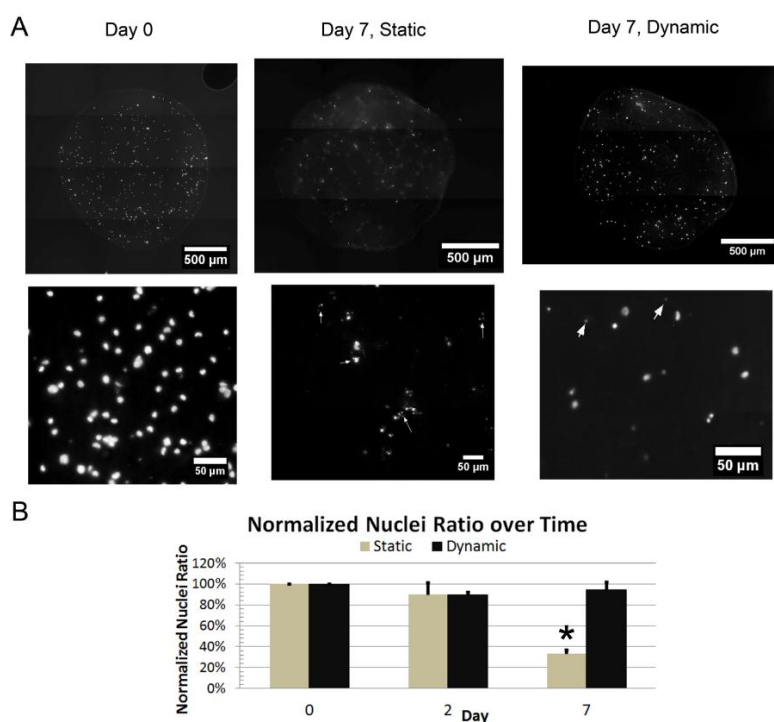 A
Day 0
Day 7, Static
Day 7, Dynamic
500 µm
500 µm
500 µm
50 µm
50 µm
50 µm
B
Normalized Nuclei Ratio over Time
Static
Dynamic
Normalized Nuclei Ratio
120%
100%
80%
60%
40%
20%
0%
*
0
2
7
Day